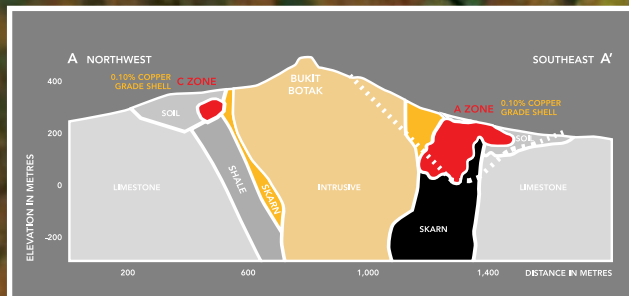 A NORTHWEST
SOUTHEAST A'
0.10% COPPER
GRADE SHELL
C ZONE
BUKIT
BOTAK
A ZONE
0.10% COPPER
GRADE SHELL
400
200
0
-200
ELEVATION IN METRES
SOIL
SOIL
LIMESTONE
SHALE
SKARN
INTRUSIVE
SKARN
LIMESTONE
200
600
1,000
1,400
DISTANCE IN METRES